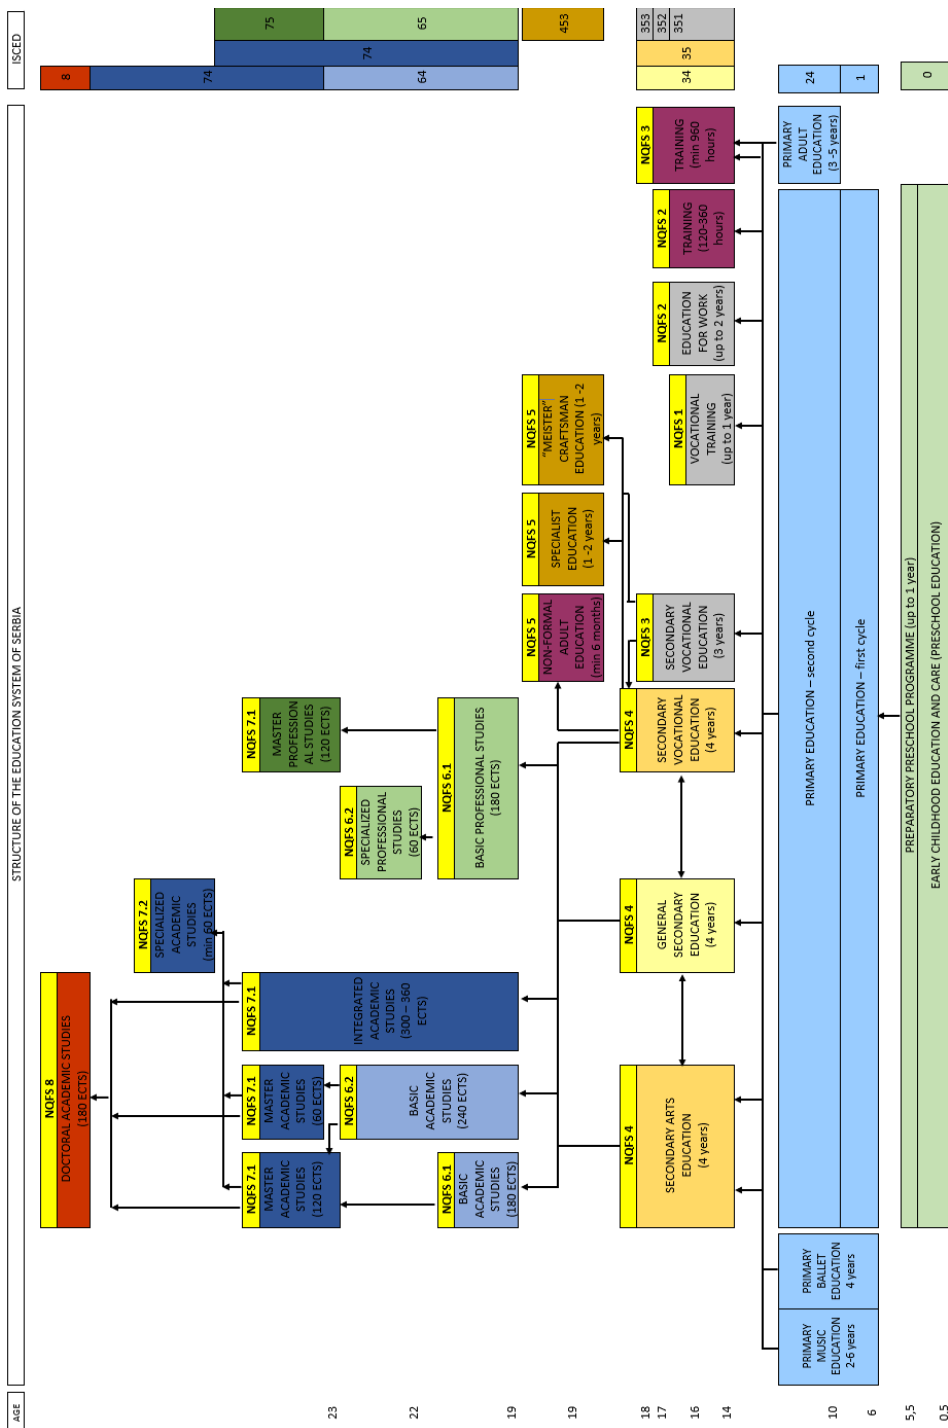 AGE
STRUCTURE OF THE EDUCATION SYSTEM OF SERBIA
ISCED
NQFS 8
DOCTORAL ACADEMIC STUDIES
(180 ECTS)
8
NQFS 7.2
SPECIALIZED
ACADEMIC
STUDIES
(min 60 ECTS)
74
75
74
23
NQFS 7.1
MASTER
ACADEMIC
STUDIES
(120 ECTS)
NQFS 7.1
MASTER
ACADEMIC
STUDIES
(60 ECTS)
NQFS 7.1
INTEGRATED
ACADEMIC
STUDIES
(300 – 360
ECTS)
NQFS 7.1
MASTER
PROFESSION
AL STUDIES
(120 ECTS)
22
NQFS 6.2
BASIC
ACADEMIC
STUDIES
(240 ECTS)
NQFS 6.2
SPECIALIZED
PROFESSIONAL
STUDIES
(60 ECTS)
64
65
19
NQFS 6.1
BASIC
ACADEMIC
STUDIES
(180 ECTS)
NQFS 6.1
BASIC PROFESSIONAL STUDIES
(180 ECTS)
19
NQFS 5
NON-FORMAL
ADULT
EDUCATION
(min 6 months)
NQFS 5
SPECIALIST
EDUCATION
(1 -2 years)
NQFS 5
“MEISTER”
CRAFTSMAN
EDUCATION (1 -2
years)
453
18
17
16
14
NQFS 4
SECONDARY ARTS
EDUCATION
(4 years)
NQFS 4
GENERAL
SECONDARY
EDUCATION
(4 years)
NQFS 4
SECONDARY
VOCATIONAL
EDUCATION
(4 years)
NQFS 3
SECONDARY
VOCATIONAL
EDUCATION
(3 years)
NQFS 1
VOCATIONAL
TRAINING
(up to 1 year)
NQFS 2
EDUCATION
FOR WORK
(up to 2 years)
NQFS 2
TRAINING
(120-360
hours)
NQFS 3
TRAINING
(min 960
hours)
34
35
353
352
351
10
6
PRIMARY
MUSIC
EDUCATION
2-6 years
PRIMARY
BALLET
EDUCATION
4 years
PRIMARY EDUCATION – second cycle
PRIMARY EDUCATION – first cycle
PRIMARY
ADULT
EDUCATION
(3 -5 years)
24
1
5,5
PREPARATORY PRESCHOOL PROGRAMME (up to 1 year)
0,5
EARLY CHILDHOOD EDUCATION AND CARE (PRESCHOOL EDUCATION)
0